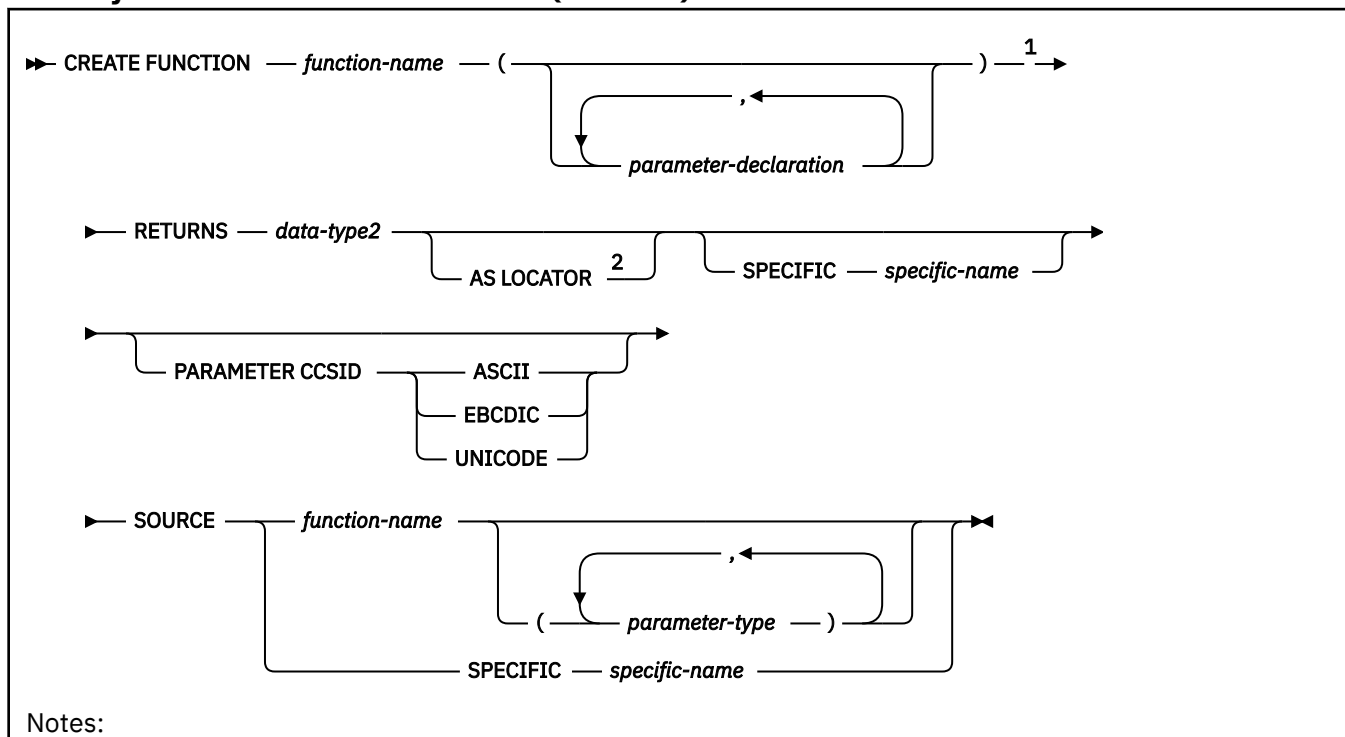 CREATE FUNCTION function-name ( ) 1
,
parameter-declaration
RETURNS data-type2
AS LOCATOR 2 SPECIFIC specific-name
PARAMETER CCSID ASCII
EBCDIC
UNICODE
SOURCE function-name
,
( parameter-type )
SPECIFIC specific-name
Notes: